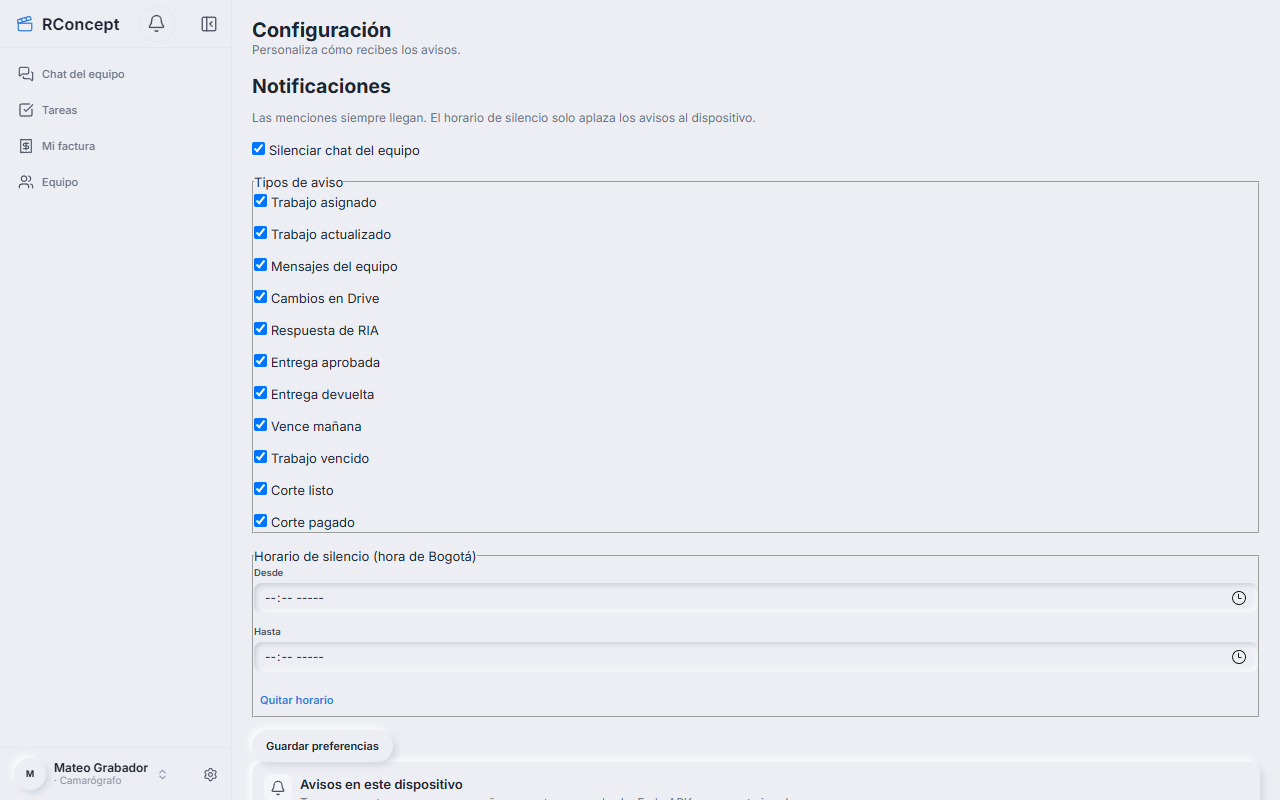 RConcept
Chat del equipo
Tareas
Mi factura
Equipo
Configuración
Personaliza cómo recibes los avisos.
Notificaciones
Las menciones siempre llegan. El horario de silencio solo aplaza los avisos al dispositivo.
Silenciar chat del equipo
Tipos de aviso
Trabajo asignado
Trabajo actualizado
Mensajes del equipo
Cambios en Drive
Respuesta de RIA
Entrega aprobada
Entrega devuelta
Vence mañana
Trabajo vencido
Corte listo
Corte pagado
Horario de silencio (hora de Bogotá)
Desde
--:-- -----
Hasta
--:-- -----
Quitar horario
Guardar preferencias
Avisos en este dispositivo
M
Mateo Grabador
· Camarógrafo